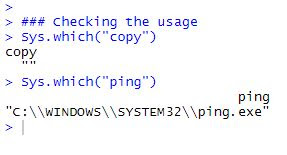 >
> ### Checking the usage
> Sys.which("copy")
copy
  ""
> Sys.which("ping")
                              ping
"C:\\WINDOWS\\SYSTEM32\\ping.exe"
>